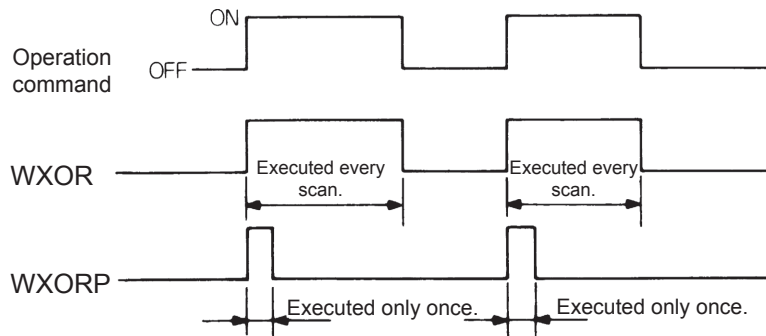 ON
Operation
command
OFF
WXOR
Executed every
scan.
Executed every
scan.
WXORP
Executed only once.
Executed only once.